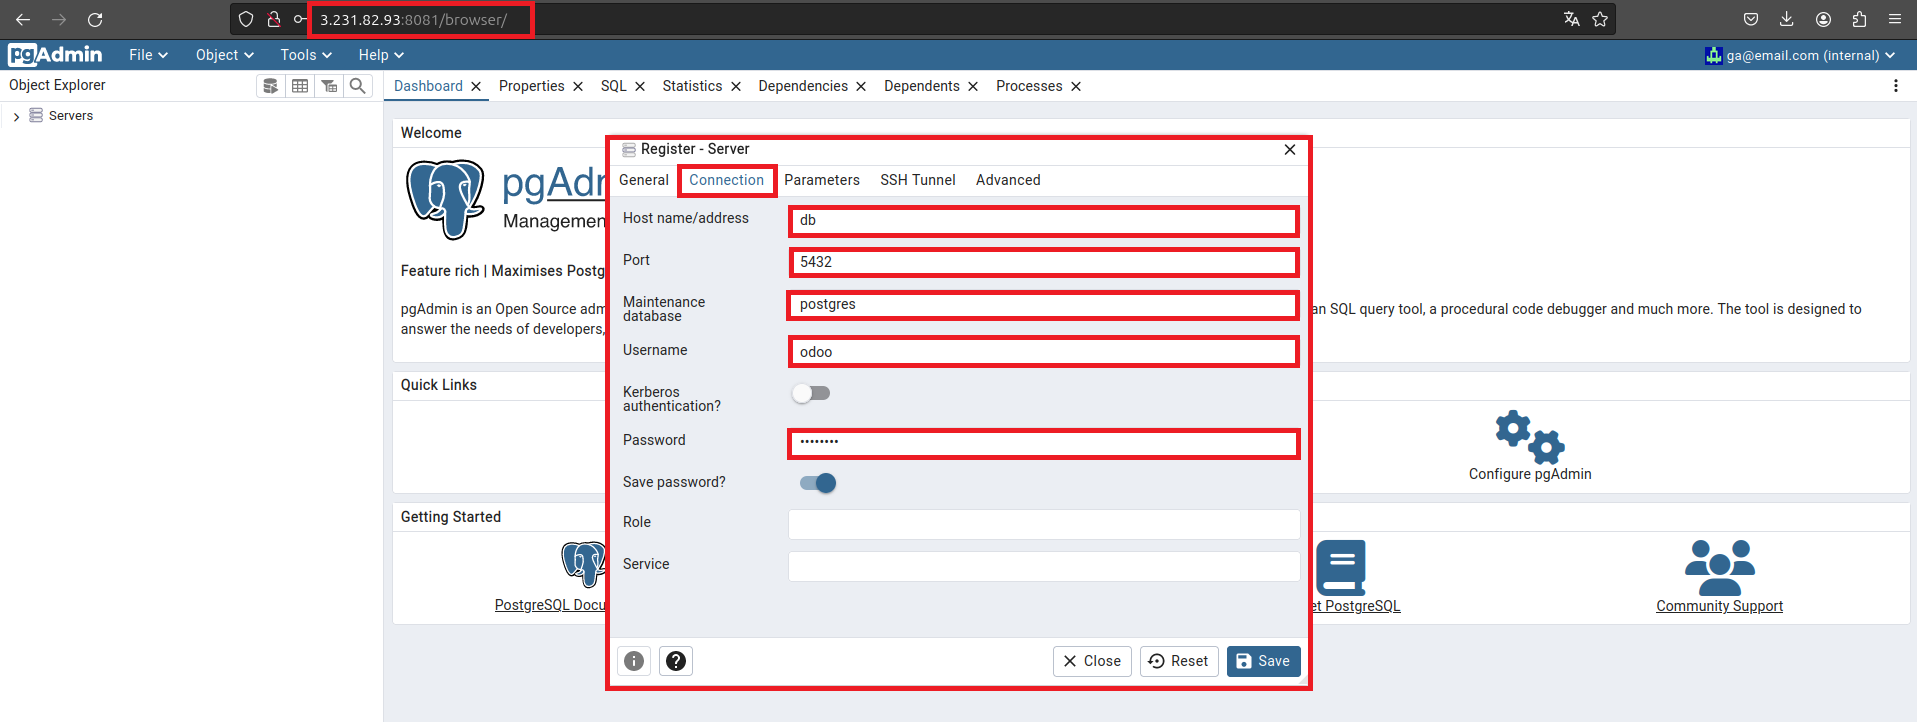 3.231.82.93:8081/browser/
pgAdmin File Object Tools Help ga@email.com (internal)
Object Explorer
Dashboard Properties SQL Statistics Dependencies Dependents Processes
Servers
Welcome
pgAdm
Managemen
Feature rich | Maximises Postg
pgAdmin is an Open Source adm
an SQL query tool, a procedural code debugger and much more. The tool is designed to
answer the needs of developers,
Quick Links
Configure pgAdmin
Getting Started
PostgreSQL Docu
et PostgreSQL
Community Support
Register - Server
General Connection Parameters SSH Tunnel Advanced
Host name/address db
Port 5432
Maintenance
database
postgres
Username odoo
Kerberos
authentication?
Password ••••••••
Save password?
Role
Service
Close Reset Save